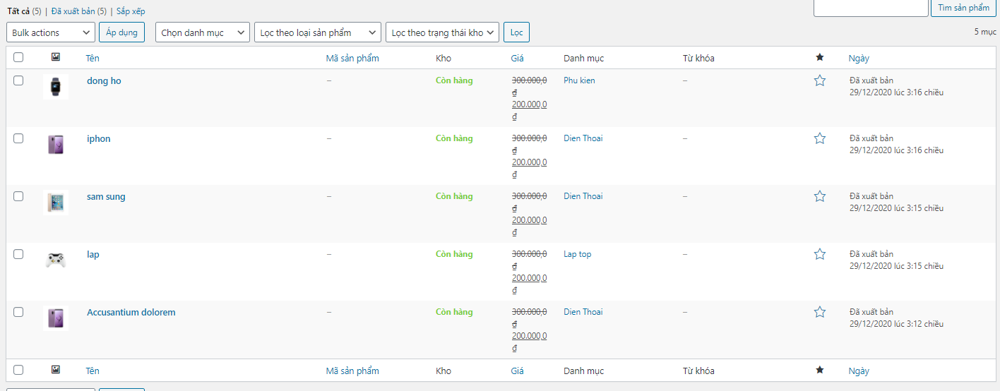 Tất cả (5) | Đã xuất bản (5) | Sắp xếp
Tìm sản phẩm
Bulk actions Áp dụng Chọn danh mục Lọc theo loại sản phẩm Lọc theo trạng thái kho Lọc 5 mục
Tên Mã sản phẩm Kho Giá Danh mục Từ khóa Ngày
dong ho – Còn hàng 300.000,0 Phu kien – Đã xuất bản
₫ 29/12/2020 lúc 3:16 chiều
200.000,0
₫
iphon – Còn hàng 300.000,0 Dien Thoai – Đã xuất bản
₫ 29/12/2020 lúc 3:16 chiều
200.000,0
₫
sam sung – Còn hàng 300.000,0 Dien Thoai – Đã xuất bản
₫ 29/12/2020 lúc 3:15 chiều
200.000,0
₫
lap – Còn hàng 300.000,0 Lap top – Đã xuất bản
₫ 29/12/2020 lúc 3:15 chiều
200.000,0
₫
Accusantium dolorem – Còn hàng 300.000,0 Dien Thoai – Đã xuất bản
₫ 29/12/2020 lúc 3:12 chiều
200.000,0
₫
Tên Mã sản phẩm Kho Giá Danh mục Từ khóa Ngày